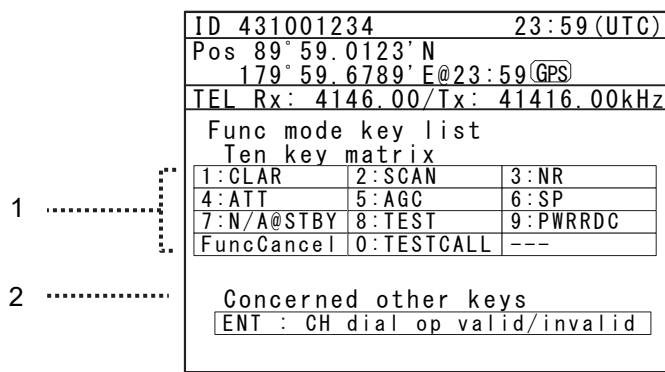 ID 431001234 23:59(UTC)
Pos 89°59.0123'N
179°59.6789'E@23:59 GPS
TEL Rx: 4146.00/Tx: 41416.00kHz
Func mode key list
Ten key matrix
1:CLAR 2:SCAN 3:NR
4:ATT 5:AGC 6:SP
1
7:N/A@STBY 8:TEST 9:PWRRDC
FuncCancel 0:TESTCALL ---
2
Concerned other keys
ENT : CH dial op valid/invalid